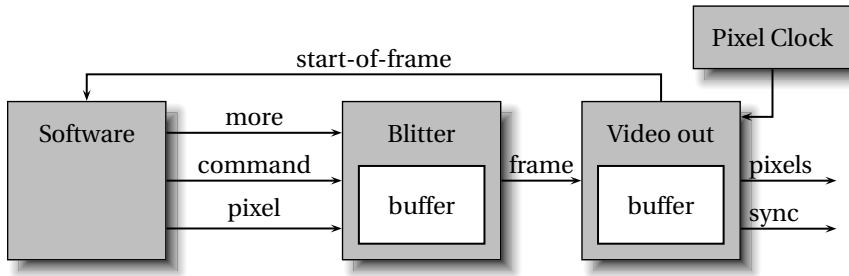 Pixel Clock
start-of-frame
Software
more
Blitter
Video out
command
frame
pixels
pixel
buffer
buffer
sync